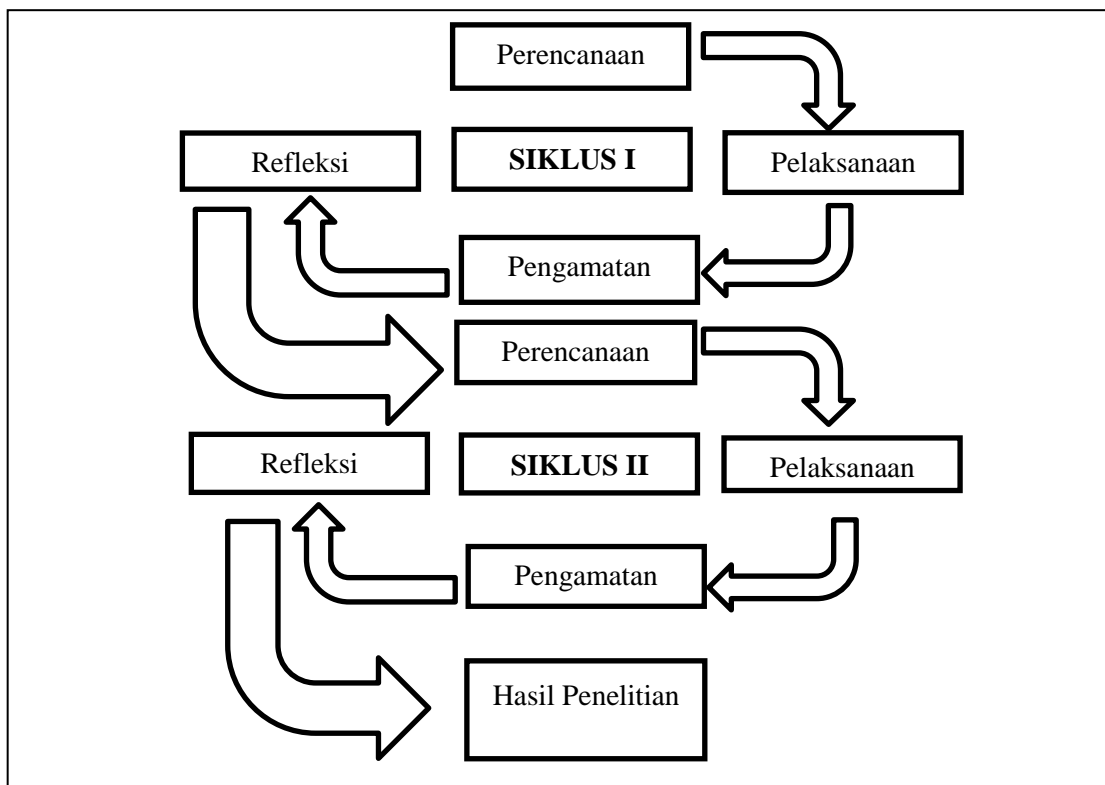 Perencanaan
Refleksi
SIKLUS I
Pelaksanaan
Pengamatan
Perencanaan
Refleksi
SIKLUS II
Pelaksanaan
Pengamatan
Hasil Penelitian